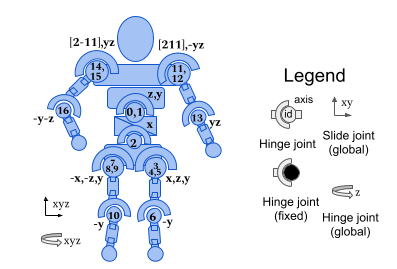 [2-11],yz
[211],-yz
14,
15
11,
12
z,y
0,1
x
2
16
-y-z
13
yz
7
8,9
3
4,5
-x,-z,y
x,z,y
10
-y
6
-y
xyz
xyz
Legend
axis
id
Hinge joint
xy
Slide joint
(global)
Hinge joint
(fixed)
z
Hinge joint
(global)